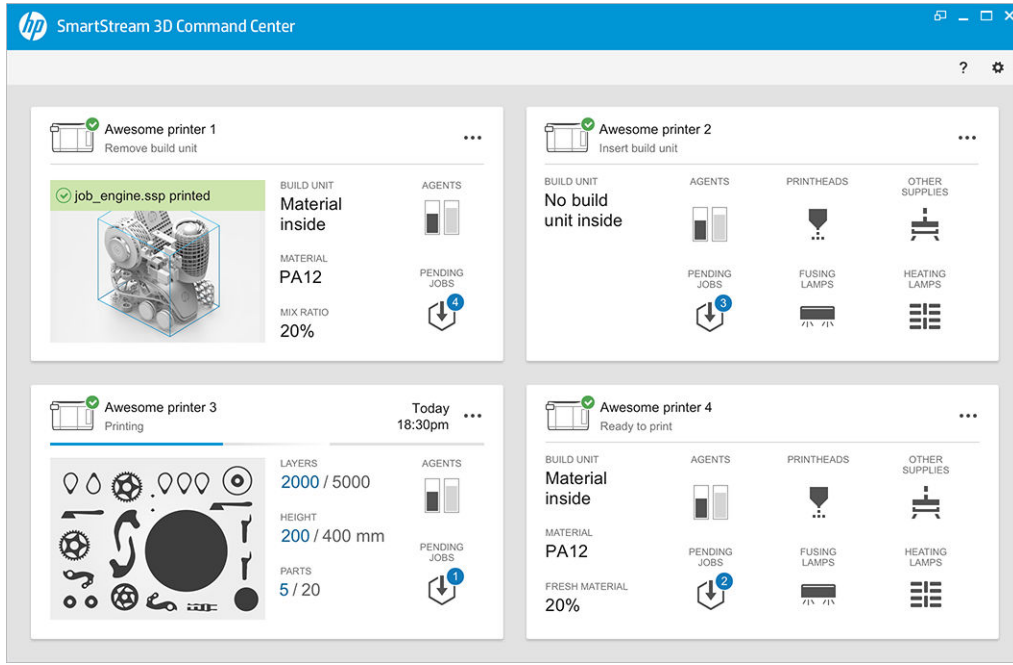 hp SmartStream 3D Command Center
?
Awesome printer 1
Remove build unit
job_engine.ssp printed
BUILD UNIT
Material
inside
MATERIAL
PA12
MIX RATIO
20%
AGENTS
PENDING
JOBS
4
Awesome printer 2
Insert build unit
BUILD UNIT
No build
unit inside
AGENTS
PRINTHEADS
OTHER
SUPPLIES
PENDING
JOBS
3
FUSING
LAMPS
HEATING
LAMPS
Awesome printer 3
Printing
Today
18:30pm
LAYERS
2000 / 5000
HEIGHT
200 / 400 mm
PARTS
5 / 20
AGENTS
PENDING
JOBS
1
Awesome printer 4
Ready to print
BUILD UNIT
Material
inside
MATERIAL
PA12
FRESH MATERIAL
20%
AGENTS
PRINTHEADS
OTHER
SUPPLIES
PENDING
JOBS
2
FUSING
LAMPS
HEATING
LAMPS